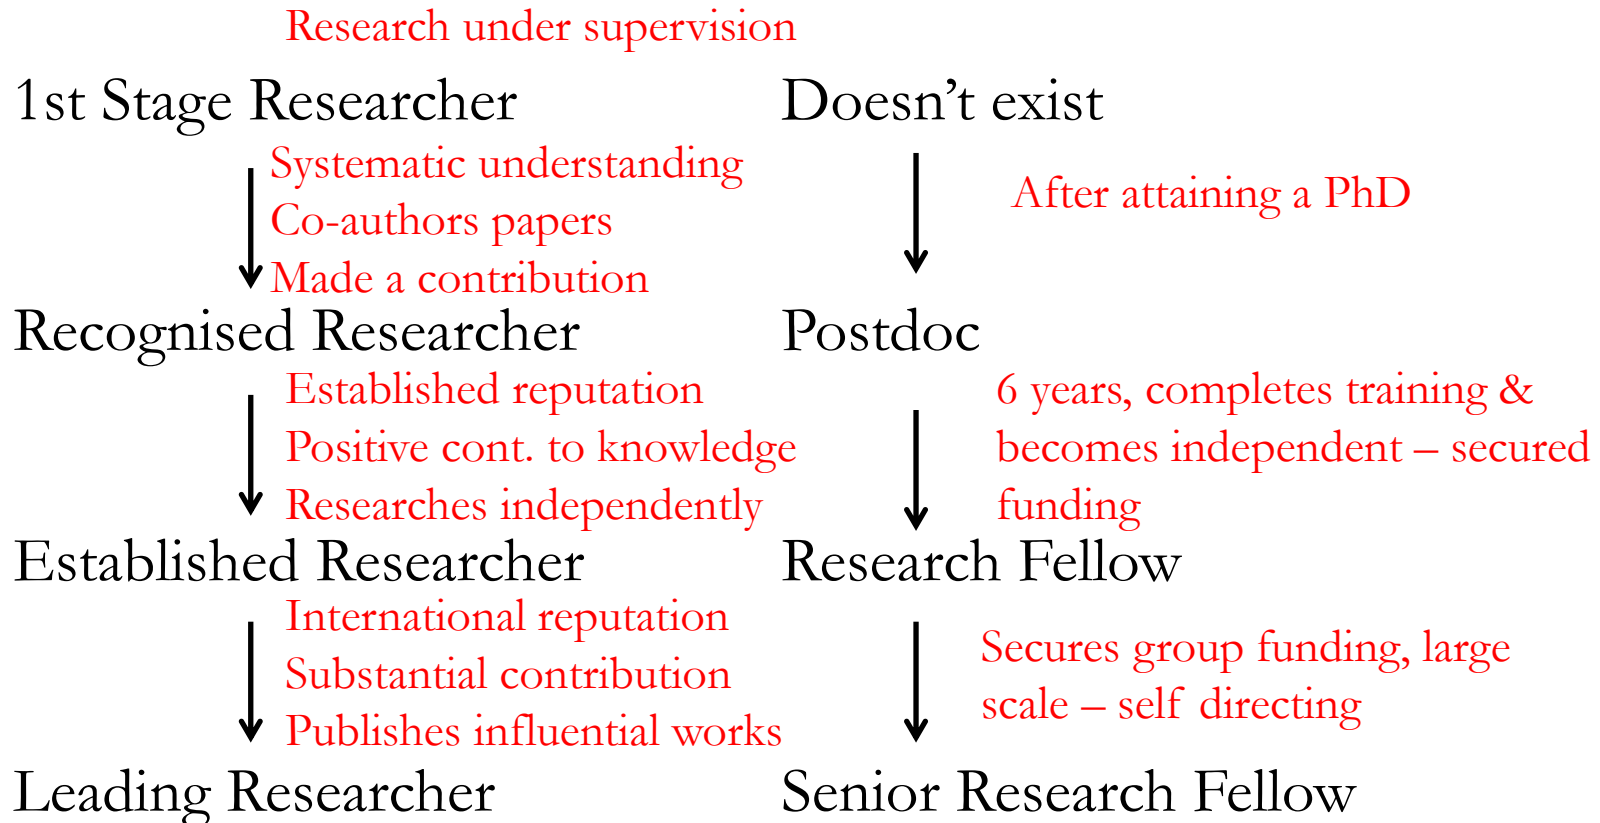 Research under supervision
1st Stage Researcher
Systematic understanding
Co-authors papers
Made a contribution
Recognised Researcher
Established reputation
Positive cont. to knowledge
Researches independently
Established Researcher
International reputation
Substantial contribution
Publishes influential works
Leading Researcher
Doesn’t exist
After attaining a PhD
Postdoc
6 years, completes training &
becomes independent – secured
funding
Research Fellow
Secures group funding, large
scale – self directing
Senior Research Fellow